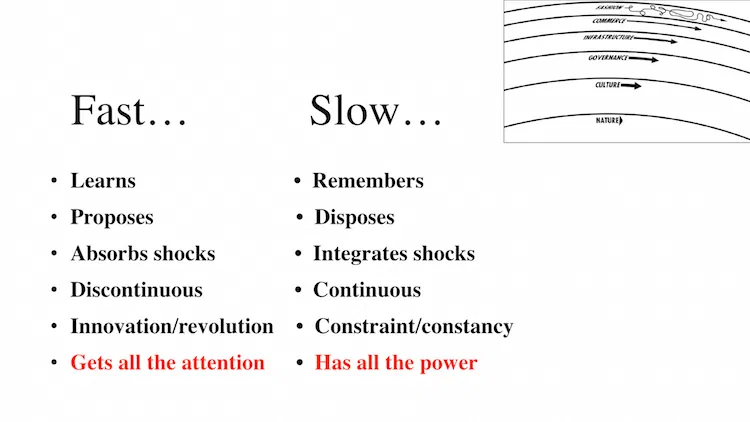 FASHION
COMMERCE
INFRASTRUCTURE
GOVERNANCE
CULTURE
NATURE
Fast…
Slow…
• Learns
• Proposes
• Absorbs shocks
• Discontinuous
• Innovation/revolution
• Gets all the attention
• Remembers
• Disposes
• Integrates shocks
• Continuous
• Constraint/constancy
• Has all the power